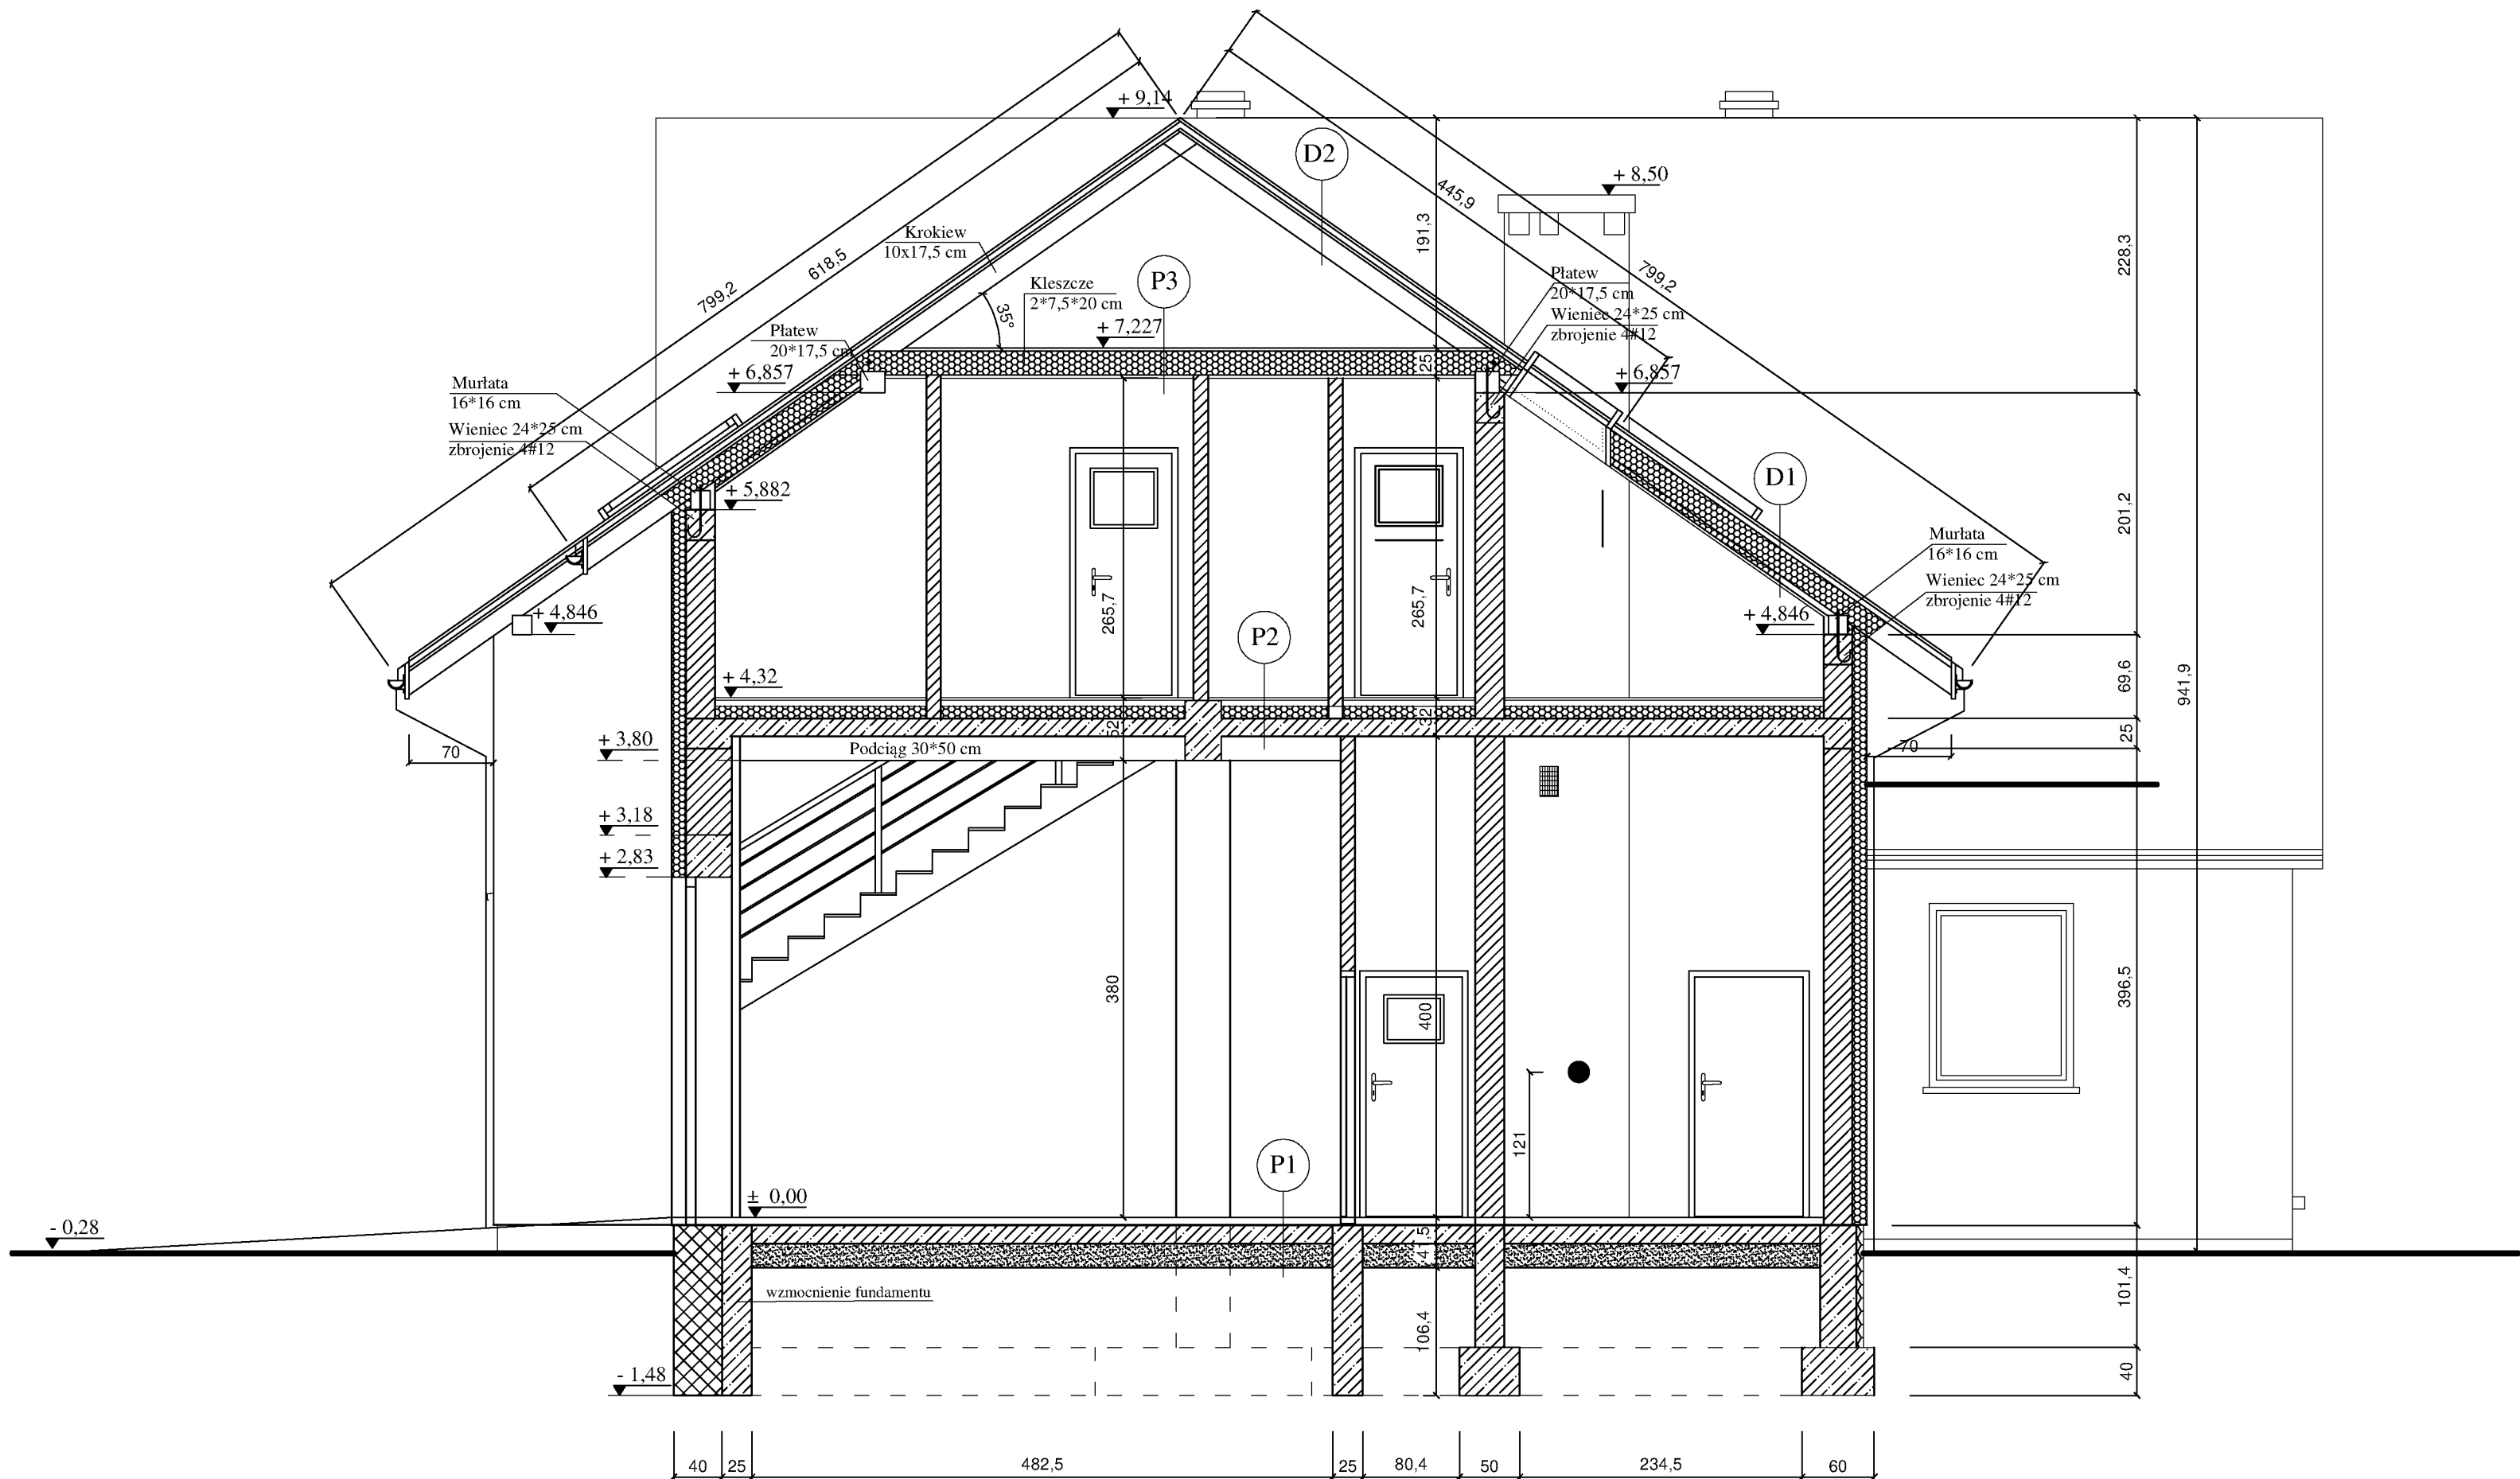 + 9,14
D2
+ 8,50
445,9
191,3
228,3
Krokiew
10x17,5 cm
618,5
799,2
P3
Kleszcze
2*7,5*20 cm
35°
Płatew
20*17,5 cm
Wieniec 24*25 cm
zbrojenie 4#12
799,2
Płatew
20*17,5 cm
+ 7,227
25
+ 6,857
+ 6,857
Murłata
16*16 cm
Wieniec 24*25 cm
zbrojenie 4#12
+ 5,882
D1
201,2
Murłata
16*16 cm
Wieniec 24*25 cm
zbrojenie 4#12
+ 4,846
265,7
265,7
+ 4,846
P2
+ 4,32
69,6
941,9
52
32
25
+ 3,80
70
Podciąg 30*50 cm
70
+ 3,18
+ 2,83
380
400
396,5
121
P1
± 0,00
- 0,28
41,5
wzmocnienie fundamentu
101,4
106,4
- 1,48
40
40
25
482,5
25
80,4
50
234,5
60